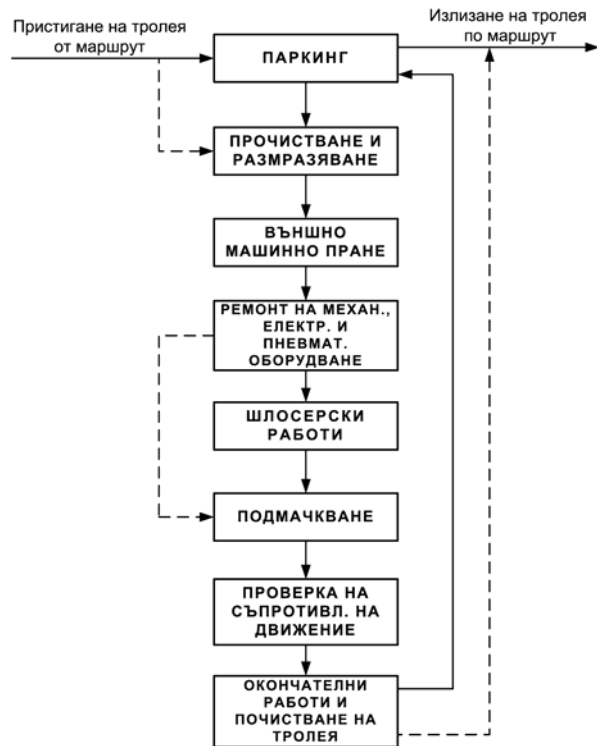 Пристигане на тролея
от маршрут
Излизане на тролея
по маршрут
ПАРКИНГ
ПРОЧИСТВАНЕ И
РАЗМРАЗЯВАНЕ
ВЪНШНО
МАШИННО ПРАНЕ
РЕМОНТ НА МЕХАН.,
ЕЛЕКТР. И
ПНЕВМАТ.
ОБОРУДВАНЕ
ШЛОСЕРСКИ
РАБОТИ
ПОДМАЧКВАНЕ
ПРОВЕРКА НА
СЪПРОТИВЛ. НА
ДВИЖЕНИЕ
ОКОНЧАТЕЛНИ
РАБОТИ И
ПОЧИСТВАНЕ НА
ТРОЛЕЯ